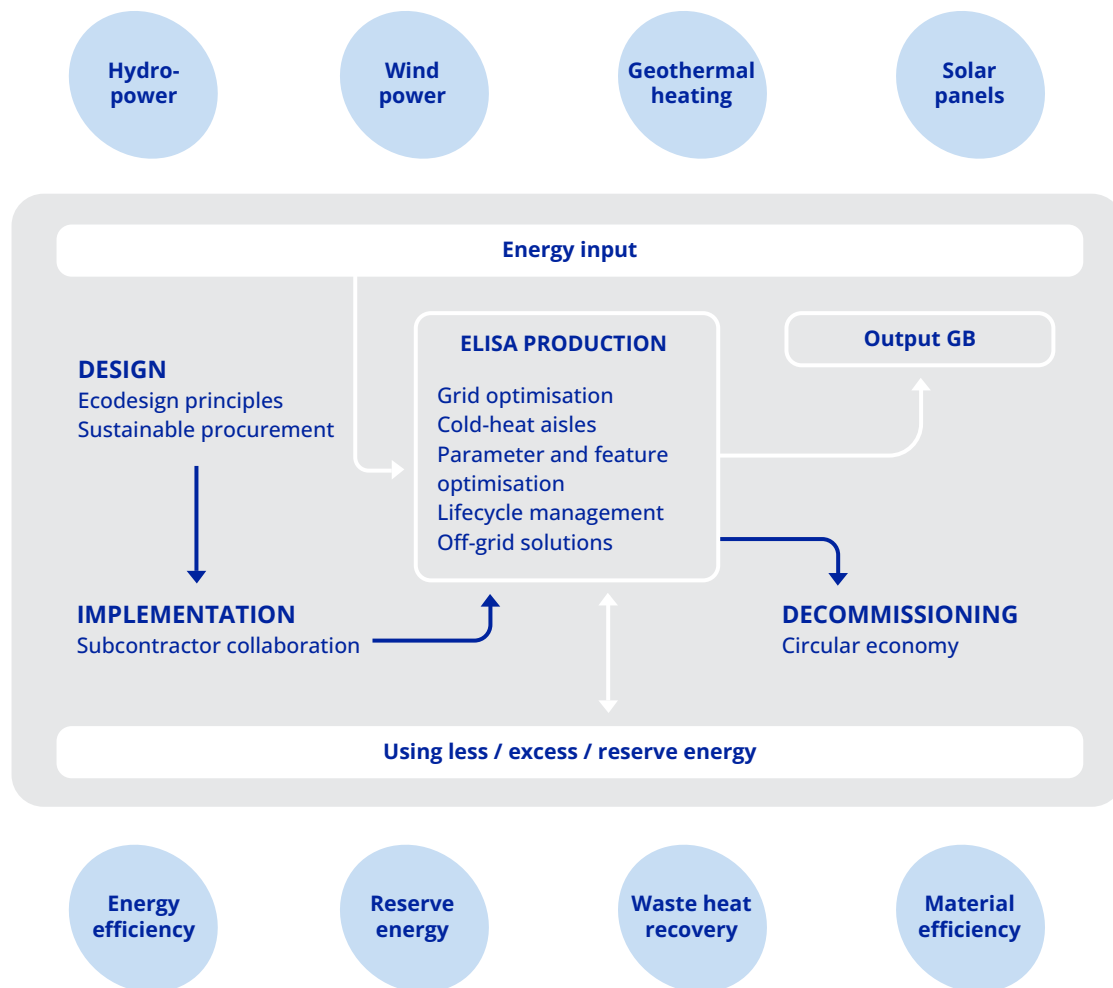 Hydro-
power
Wind
power
Geothermal
heating
Solar
panels
Energy input
ELISA PRODUCTION
Grid optimisation
Cold-heat aisles
Parameter and feature
optimisation
Lifecycle management
Off-grid solutions
Output GB
DESIGN
Ecodesign principles
Sustainable procurement
IMPLEMENTATION
Subcontractor collaboration
DECOMMISSIONING
Circular economy
Using less / excess / reserve energy
Energy
efficiency
Reserve
energy
Waste heat
recovery
Material
efficiency